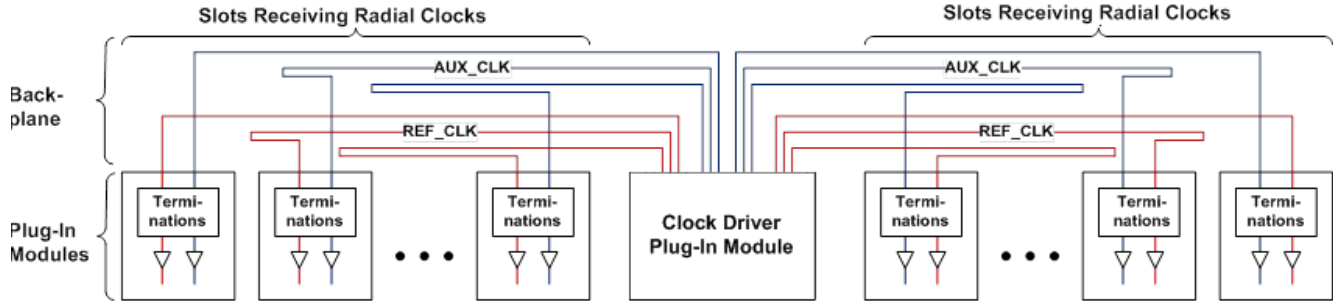 Slots Receiving Radial Clocks
Slots Receiving Radial Clocks
AUX_CLK
AUX_CLK
Back-
plane
REF_CLK
REF_CLK
Plug-In
Modules
Termi-
nations
Termi-
nations
Termi-
nations
Clock Driver
Plug-In Module
Termi-
nations
Termi-
nations
Termi-
nations